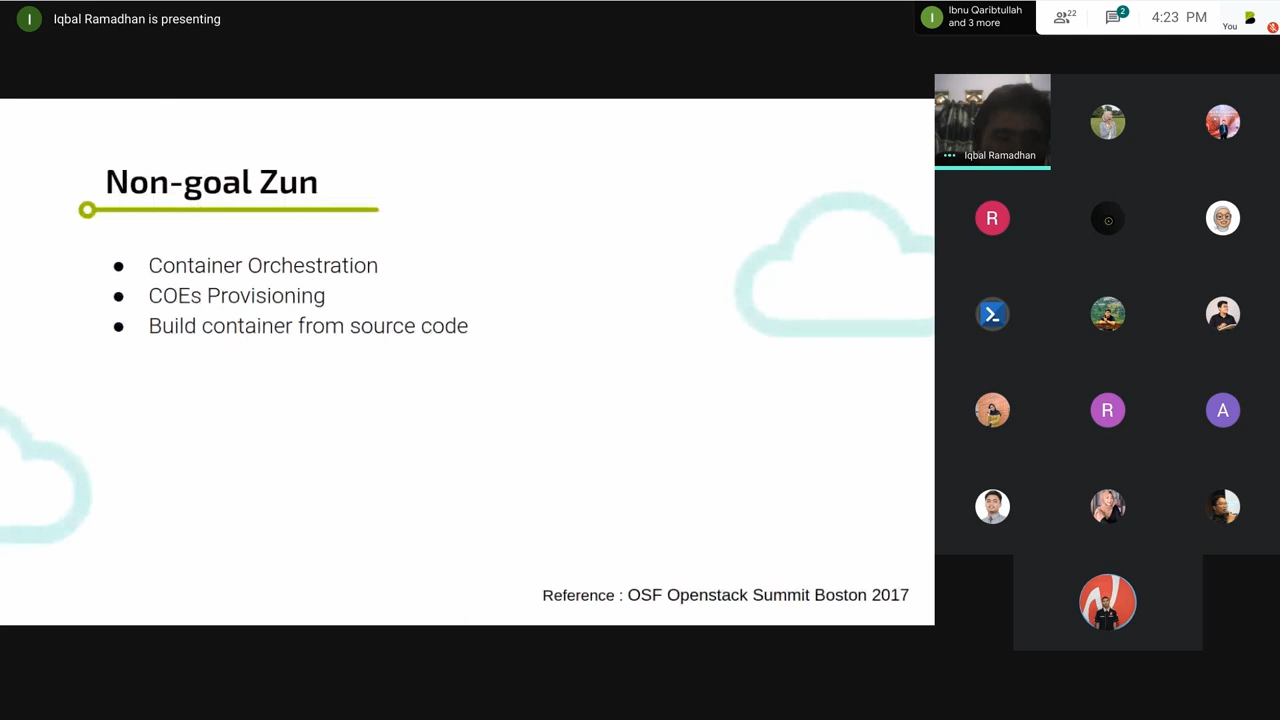 I
Iqbal Ramadhan is presenting
I
Ibnu Qaribtullah
and 3 more
22
2
4:23 PM
You
Iqbal Ramadhan
Non-goal Zun
● Container Orchestration
● COEs Provisioning
● Build container from source code
Reference : OSF Openstack Summit Boston 2017
R
R
A